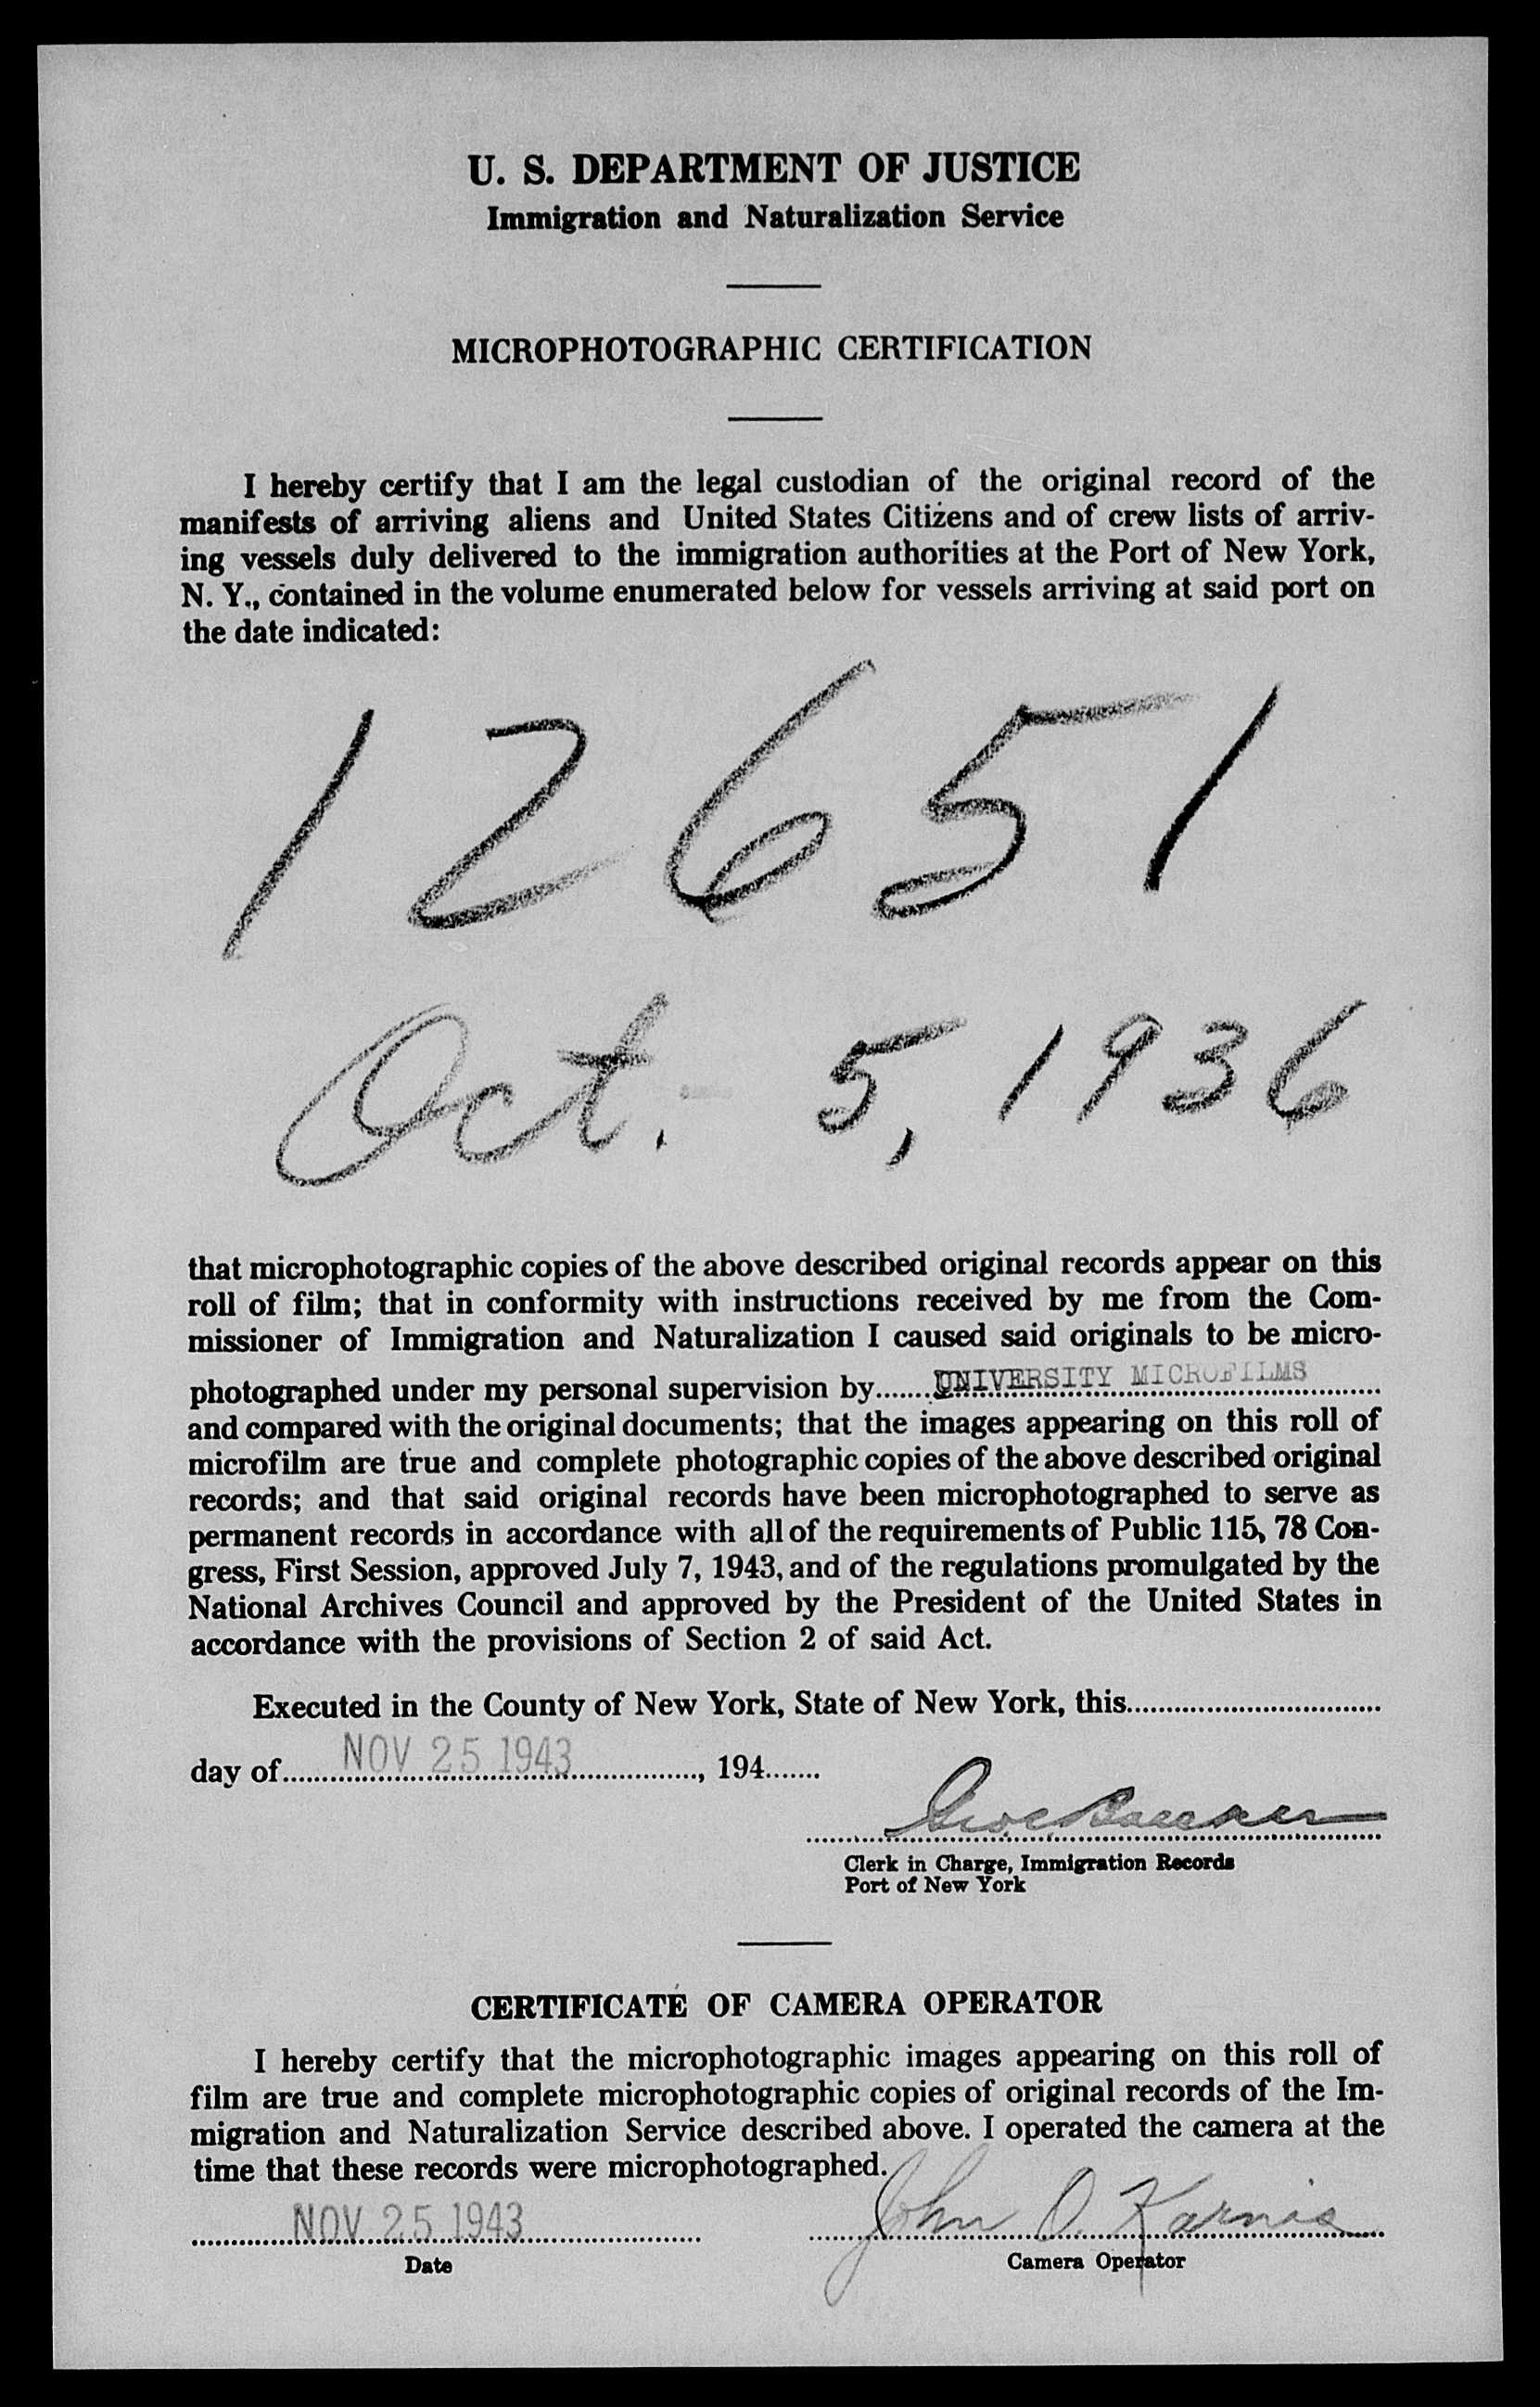 U. S. DEPARTMENT OF JUSTICE
Immigration and Naturalization Service
MICROPHOTOGRAPHIC CERTIFICATION
I hereby certify that I am the legal custodian of the original record of the
manifests of arriving aliens and United States Citizens and of crew lists of arriv-
ing vessels duly delivered to the immigration authorities at the Port of New York,
N. Y., contained in the volume enumerated below for vessels arriving at said port on
the date indicated:
12651
Oct. 5, 1936
that microphotographic copies of the above described original records appear on this
roll of film; that in conformity with instructions received by me from the Com-
missioner of Immigration and Naturalization I caused said originals to be micro-
photographed under my personal supervision by UNIVERSITY MICROFILMS
and compared with the original documents; that the images appearing on this roll of
microfilm are true and complete photographic copies of the above described original
records; and that said original records have been microphotographed to serve as
permanent records in accordance with all of the requirements of Public 115, 78 Con-
gress, First Session, approved July 7, 1943, and of the regulations promulgated by the
National Archives Council and approved by the President of the United States in
accordance with the provisions of Section 2 of said Act.
Executed in the County of New York, State of New York, this
day of NOV 25 1943, 194
Clerk in Charge, Immigration Records
Port of New York
CERTIFICATE OF CAMERA OPERATOR
I hereby certify that the microphotographic images appearing on this roll of
film are true and complete microphotographic copies of original records of the Im-
migration and Naturalization Service described above. I operated the camera at the
time that these records were microphotographed.
NOV 25 1943 John O. Karnis
Date Camera Operator